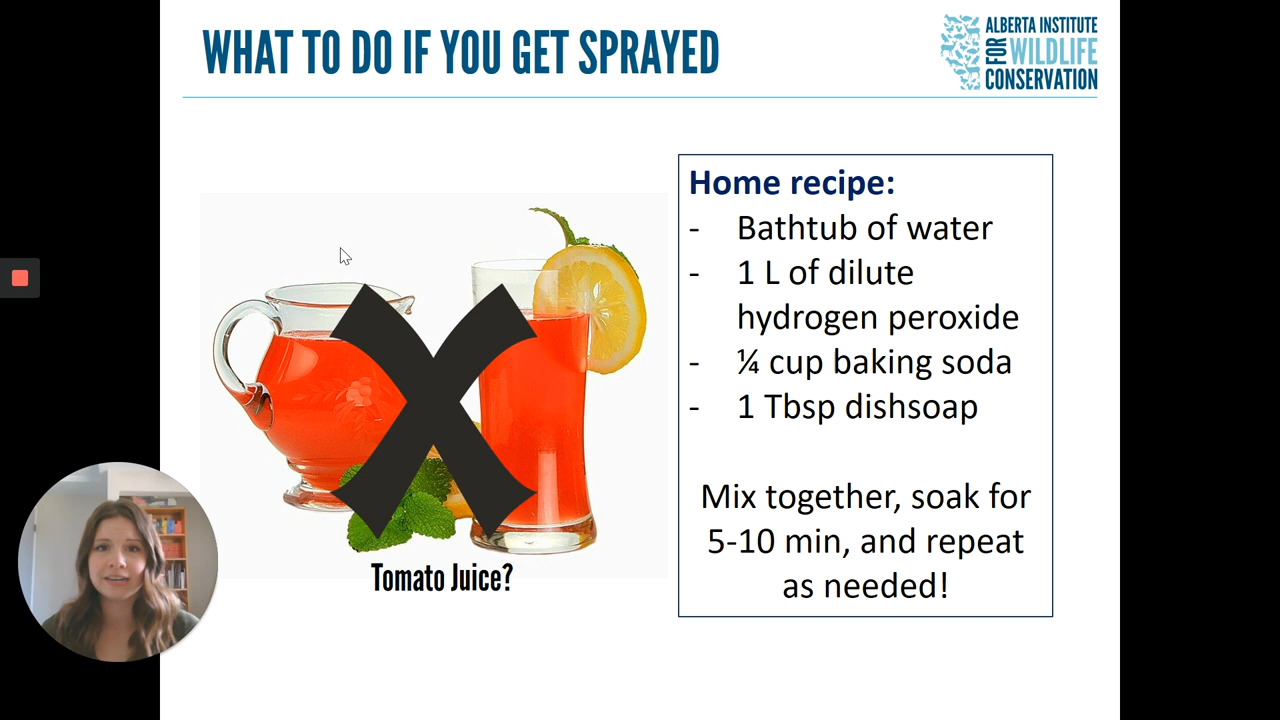 WHAT TO DO IF YOU GET SPRAYED
ALBERTA INSTITUTE
FOR WILDLIFE
CONSERVATION
Home recipe:
- Bathtub of water
- 1 L of dilute
hydrogen peroxide
- ¼ cup baking soda
- 1 Tbsp dishsoap
Mix together, soak for
5-10 min, and repeat
as needed!
X
Tomato Juice?